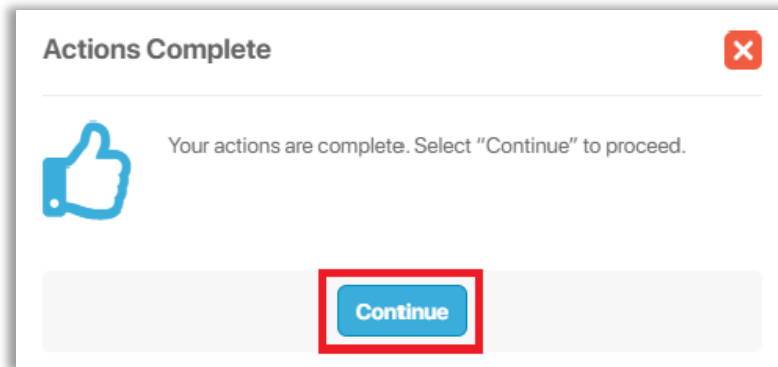 Actions Complete
Your actions are complete. Select “Continue” to proceed.
Continue